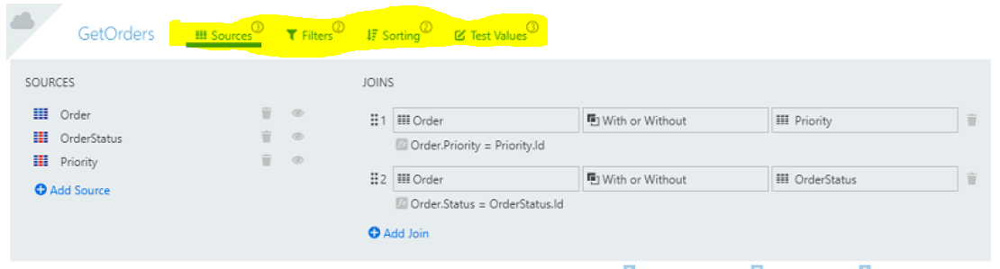 GetOrders Sources 3 Filters 2 Sorting 2 Test Values 3
SOURCES
Order
OrderStatus
Priority
Add Source
JOINS
1 Order With or Without Priority
fx Order.Priority = Priority.Id
2 Order With or Without OrderStatus
fx Order.Status = OrderStatus.Id
Add Join